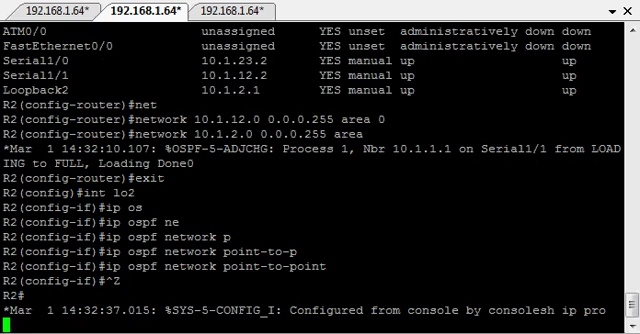 192.168.1.64* 192.168.1.64* 192.168.1.64*
ATM0/0 unassigned YES unset administratively down down
FastEthernet0/0 unassigned YES unset administratively down down
Serial1/0 10.1.23.2 YES manual up up
Serial1/1 10.1.12.2 YES manual up up
Loopback2 10.1.2.1 YES manual up up
R2(config-router)#net
R2(config-router)#network 10.1.12.0 0.0.0.255 area 0
R2(config-router)#network 10.1.2.0 0.0.0.255 area
*Mar 1 14:32:10.107: %OSPF-5-ADJCHG: Process 1, Nbr 10.1.1.1 on Serial1/1 from LOAD
ING to FULL, Loading Done0
R2(config-router)#exit
R2(config)#int lo2
R2(config-if)#ip os
R2(config-if)#ip ospf ne
R2(config-if)#ip ospf network p
R2(config-if)#ip ospf network point-to-p
R2(config-if)#ip ospf network point-to-point
R2(config-if)#^Z
R2#
*Mar 1 14:32:37.015: %SYS-5-CONFIG_I: Configured from console by consolesh ip pro